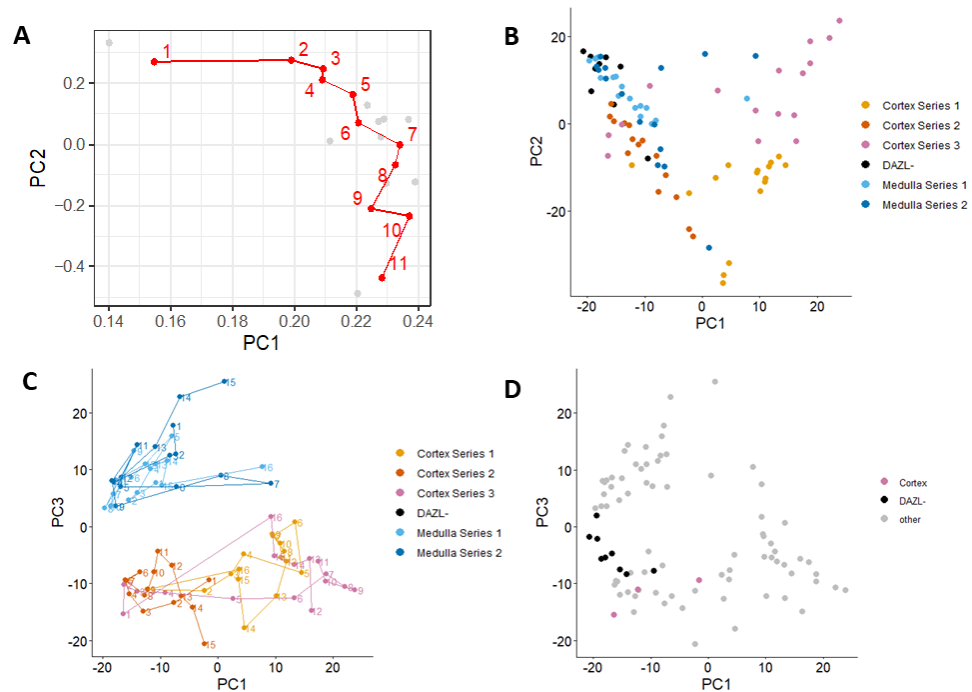 A
PC2
0.2
0.0
−0.2
−0.4
1
2
3
4
5
6
7
8
9
10
11
0.14 0.16 0.18 0.20 0.22 0.24
PC1
B
PC2
20
0
-20
-20 -10 0 10 20
PC1
Cortex Series 1
Cortex Series 2
Cortex Series 3
DAZL-
Medulla Series 1
Medulla Series 2
C
PC3
20
10
0
-10
-20
15
14
16
-20 -10 0 10 20
PC1
Cortex Series 1
Cortex Series 2
Cortex Series 3
DAZL-
Medulla Series 1
Medulla Series 2
D
PC3
20
10
0
-10
-20
-20 -10 0 10 20
PC1
Cortex
DAZL-
other